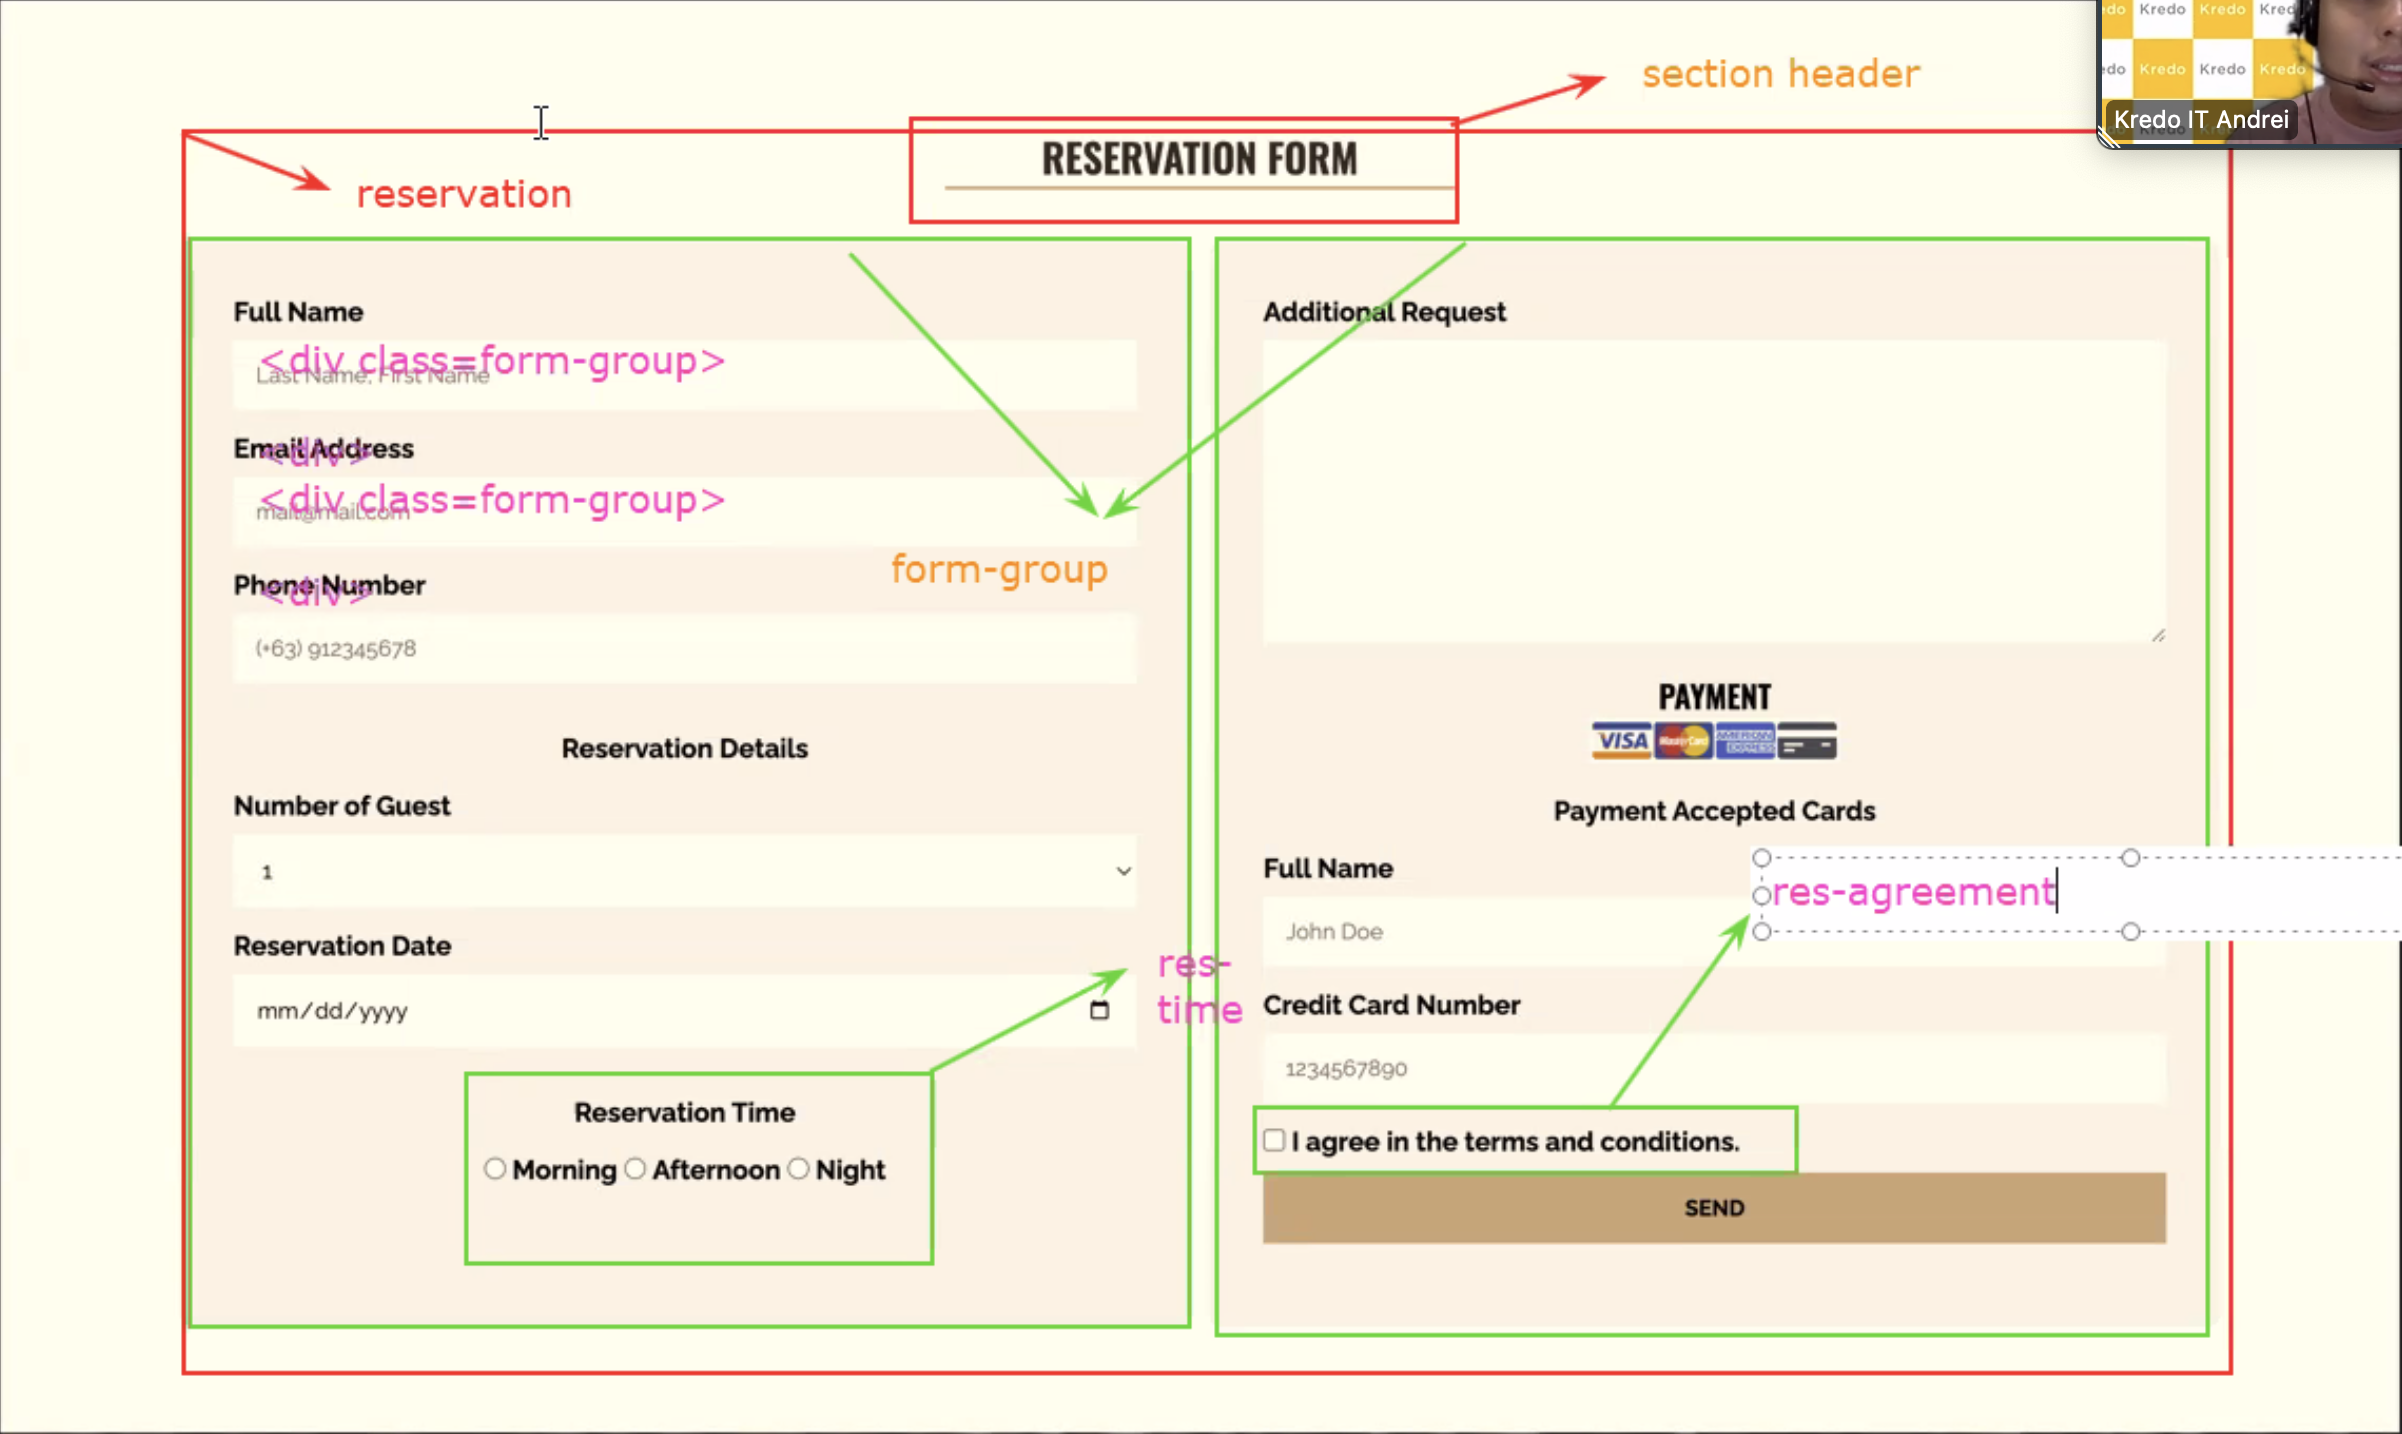 Kredo
Kredo
do
Kredo
Kredo
Kredo
Kredo IT Andrei
section header
RESERVATION FORM
reservation
Full Name
<div class=form-group>
Last Name, First Name
Email Address
<div>
<div class=form-group>
mail@mail.com
form-group
Phone Number
<div>
(+63) 912345678
Reservation Details
Number of Guest
1
Reservation Date
mm/dd/yyyy
res-
time
Reservation Time
Morning Afternoon Night
Additional Request
PAYMENT
VISA MasterCard AMERICAN EXPRESS
Payment Accepted Cards
Full Name
res-agreement
John Doe
Credit Card Number
1234567890
I agree in the terms and conditions.
SEND